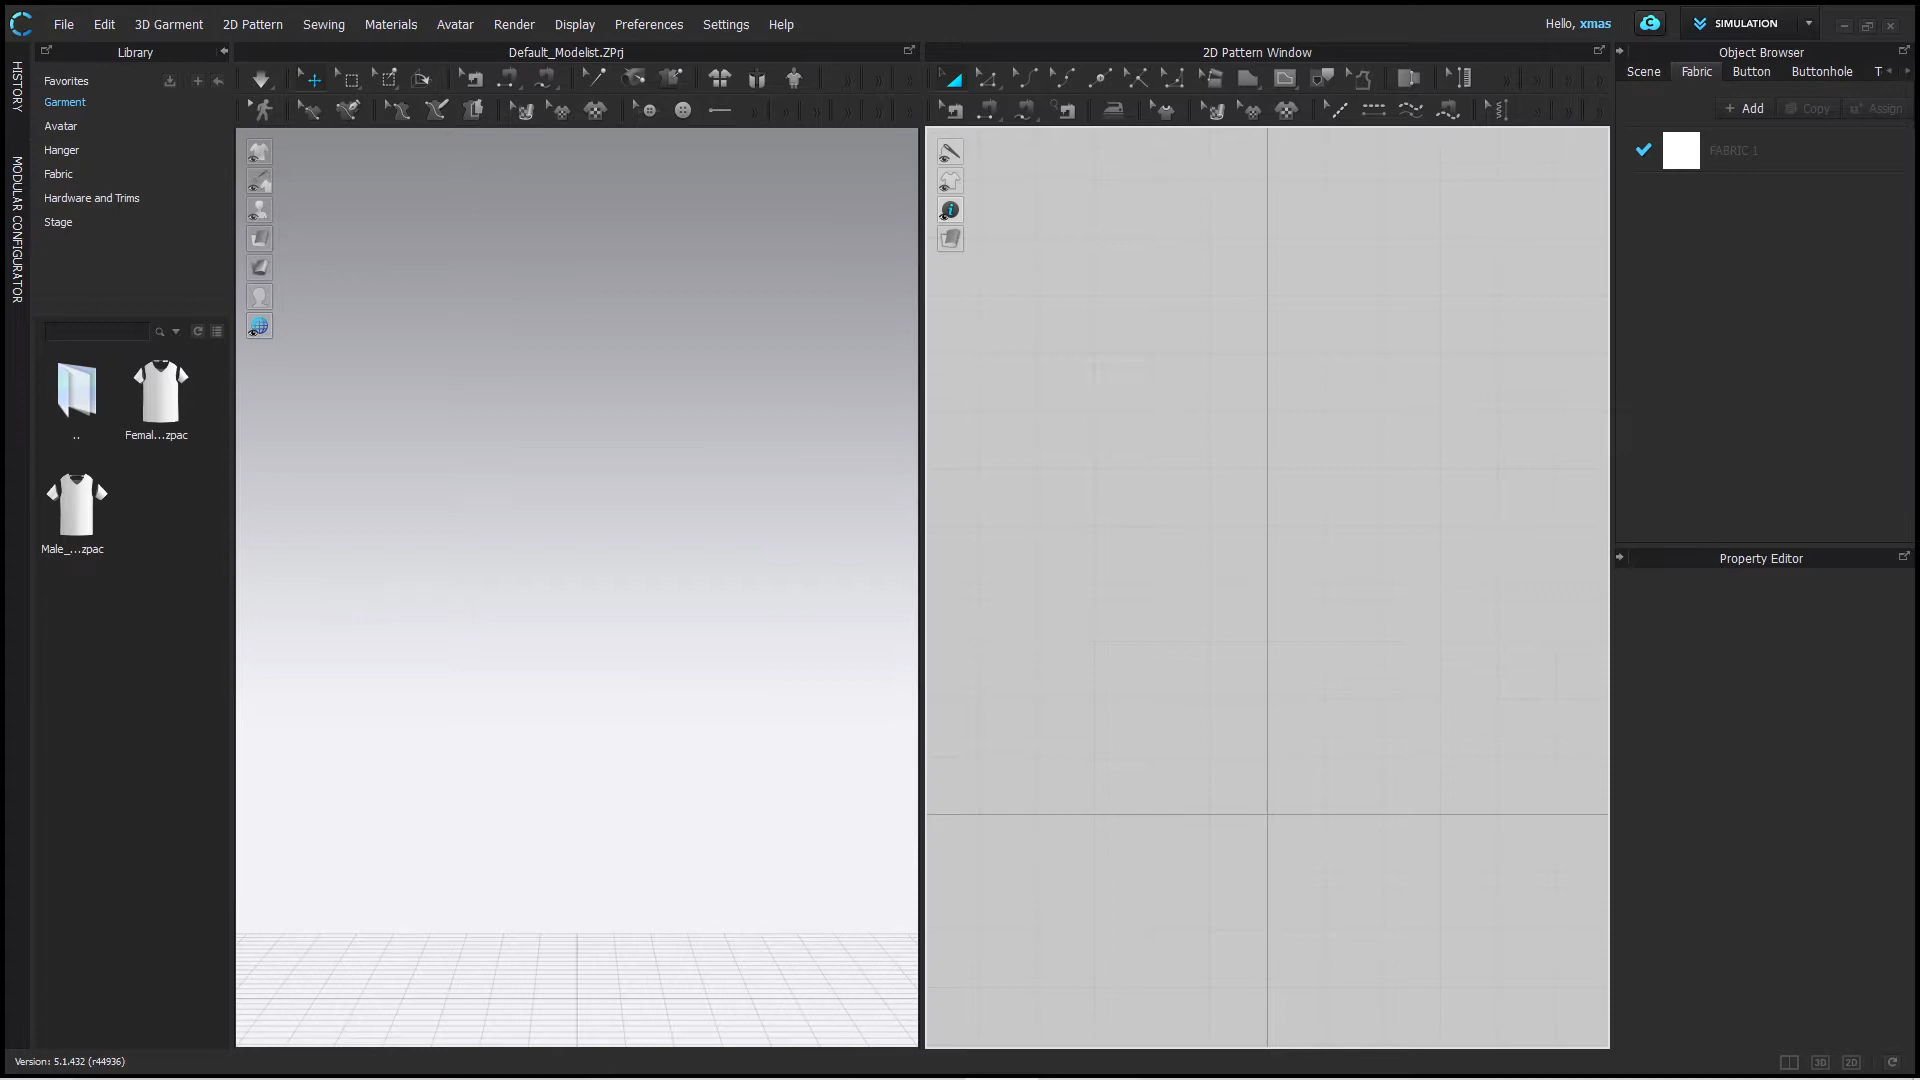 File Edit 3D Garment 2D Pattern Sewing Materials Avatar Render Display Preferences Settings Help
Hello, xmas
SIMULATION
Library
Default_Modelist.ZPrj
2D Pattern Window
Object Browser
HISTORY
MODULAR CONFIGURATOR
Favorites
Garment
Avatar
Hanger
Fabric
Hardware and Trims
Stage
..
Femal...zpac
Male_...zpac
Scene Fabric Button Buttonhole T
+ Add Copy Assign
FABRIC 1
Property Editor
Version: 5.1.432 (r44936)
3D 2D